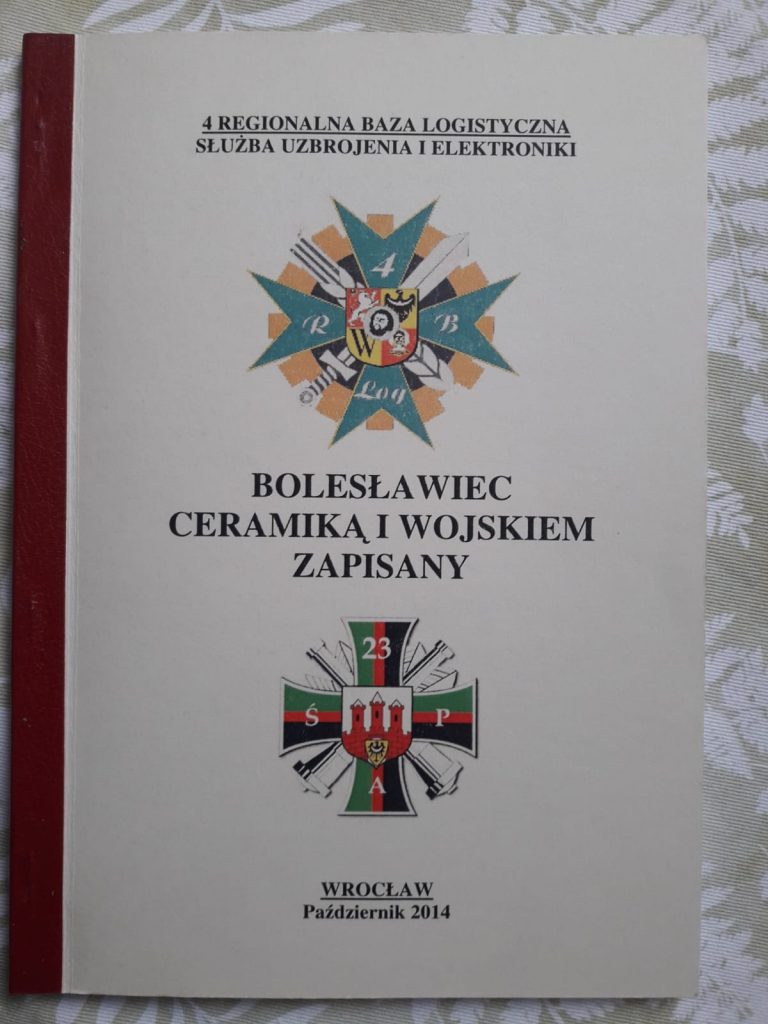 4 REGIONALNA BAZA LOGISTYCZNA
SŁUŻBA UZBROJENIA I ELEKTRONIKI
4
R B
W
Log
BOLESŁAWIEC
CERAMIKĄ I WOJSKIEM
ZAPISANY
23
Ś P
A
WROCŁAW
Październik 2014